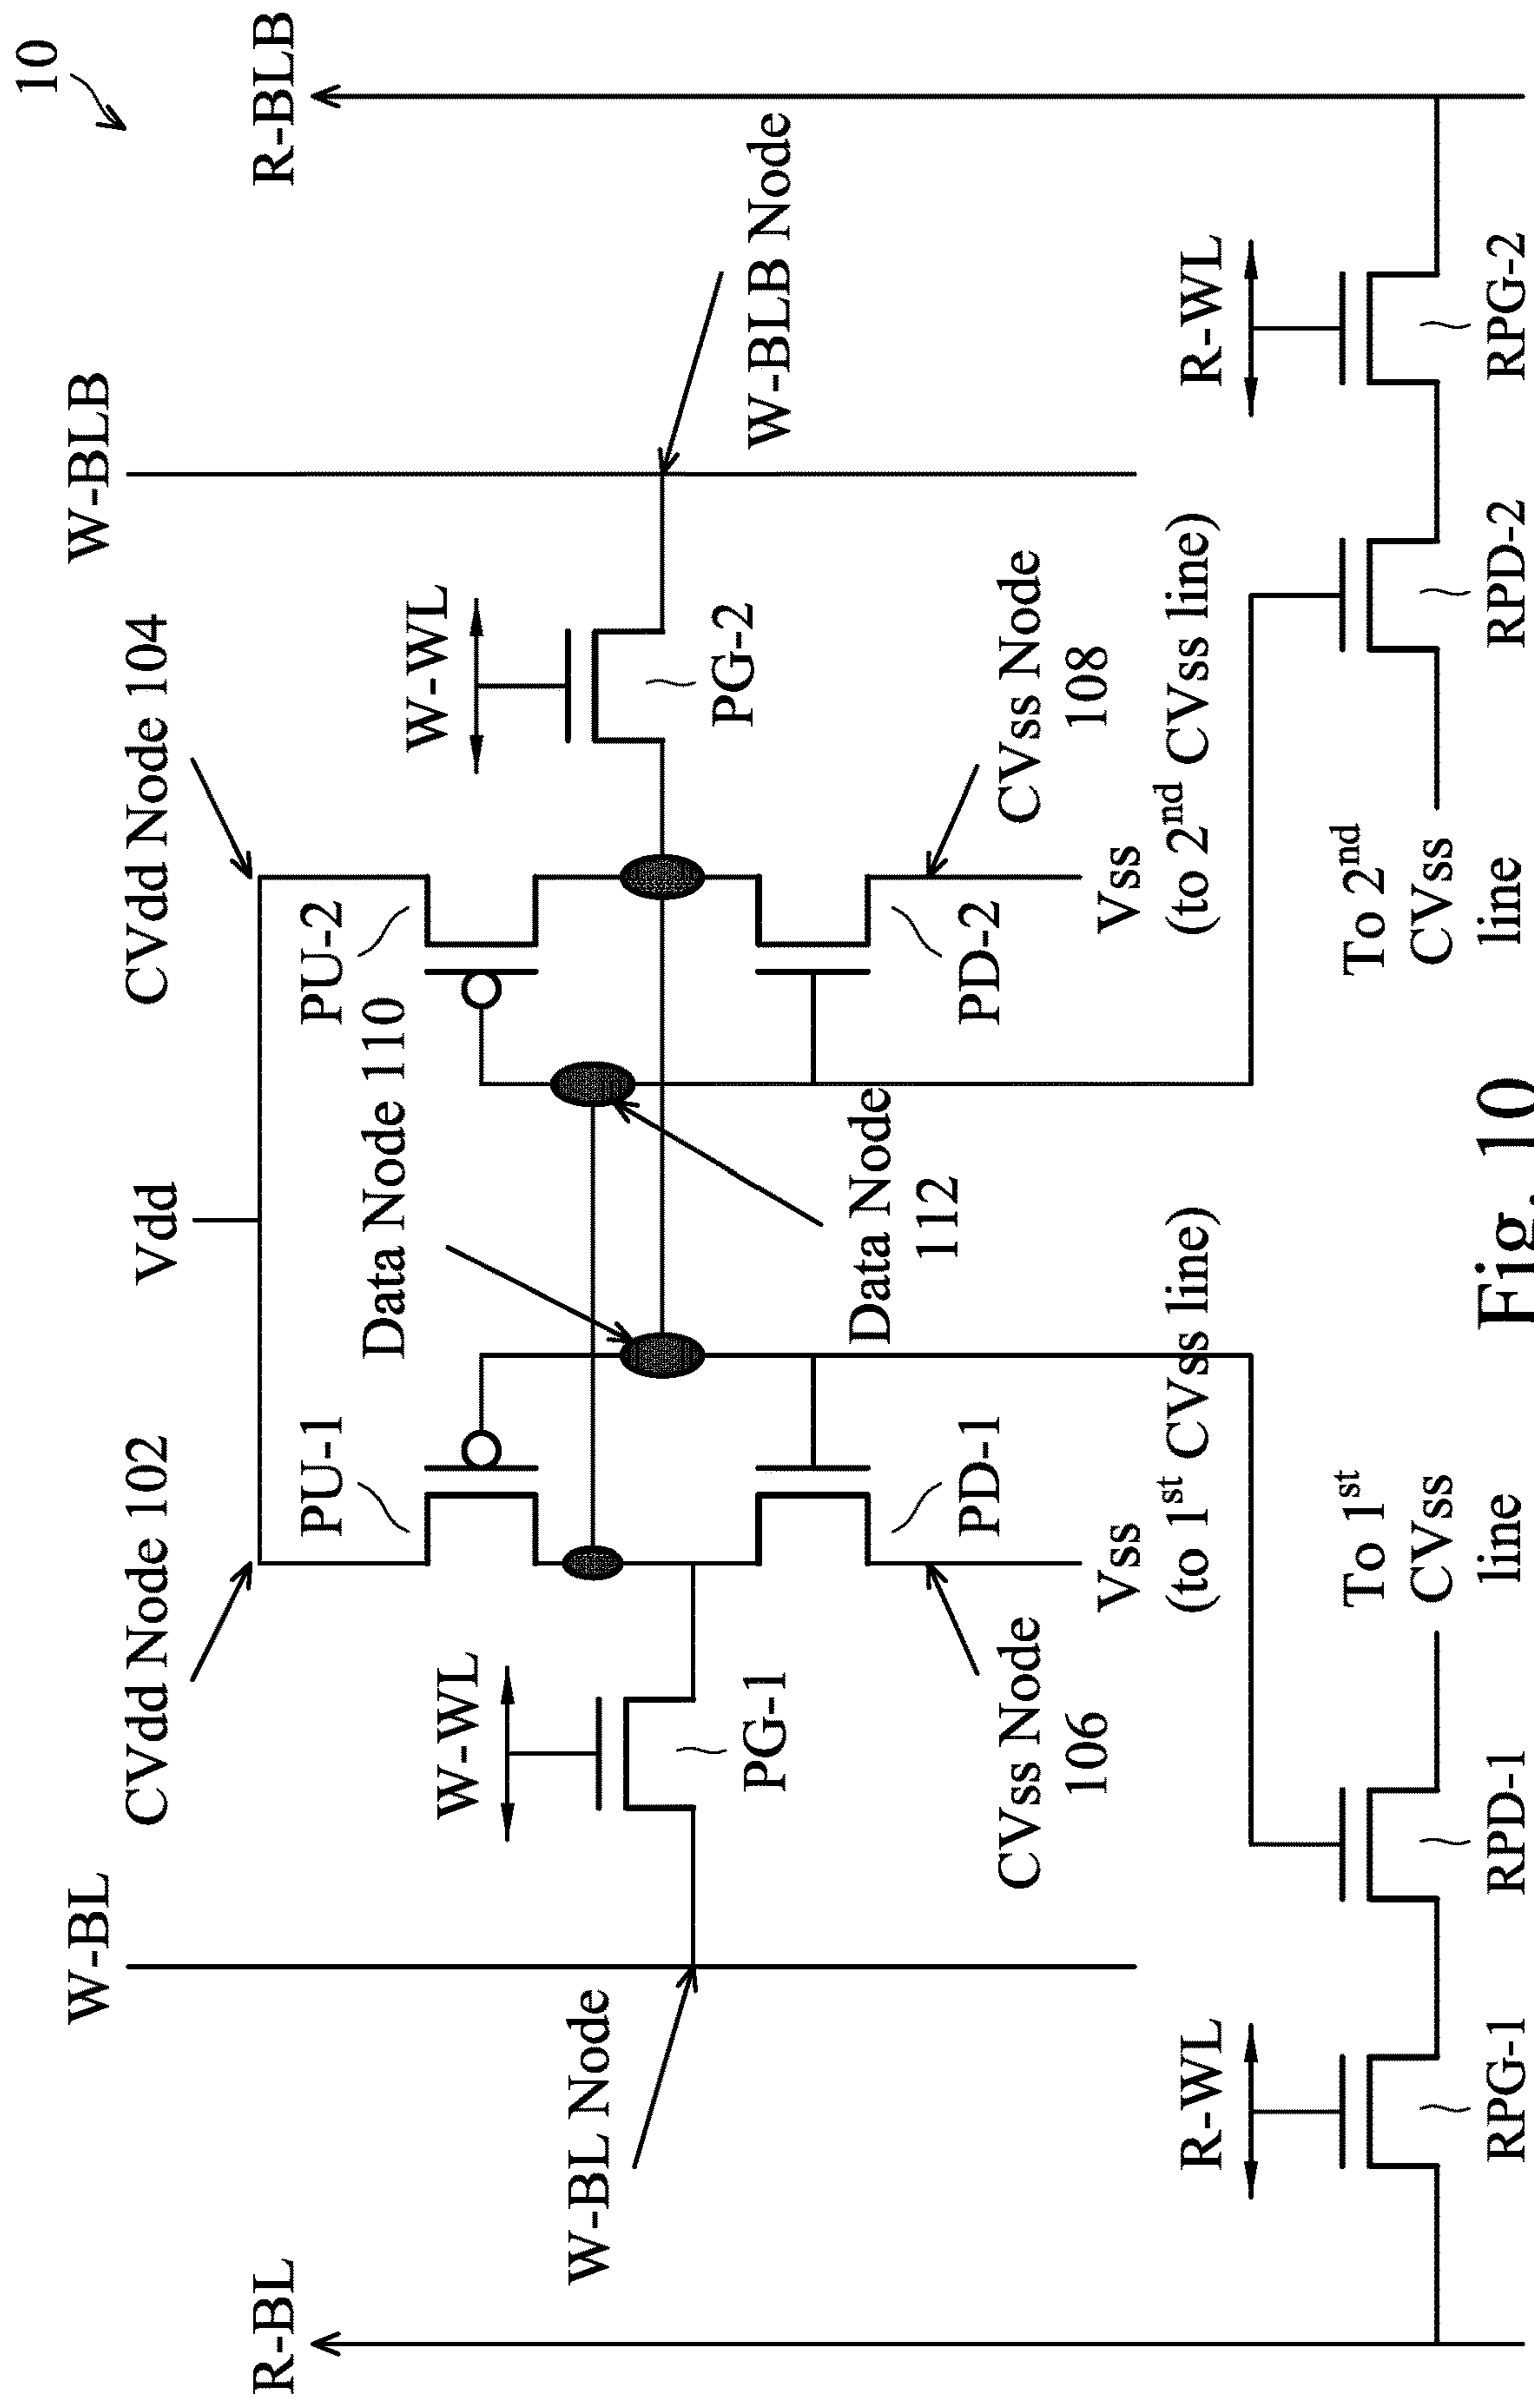 10
R-BL
W-BL
Vdd
W-BLB
R-BLB
CVdd Node 102
CVdd Node 104
PU-1
PU-2
Data Node 110
W-WL
W-WL
W-BL Node
PG-1
PG-2
W-BLB Node
Data Node
112
PD-1
PD-2
CVss Node
106
CVss Node
108
Vss
(to 1st CVss line)
Vss
(to 2nd CVss line)
R-WL
R-WL
To 1st
CVss
line
To 2nd
CVss
line
RPG-1
RPD-1
RPD-2
RPG-2
Fig. 10